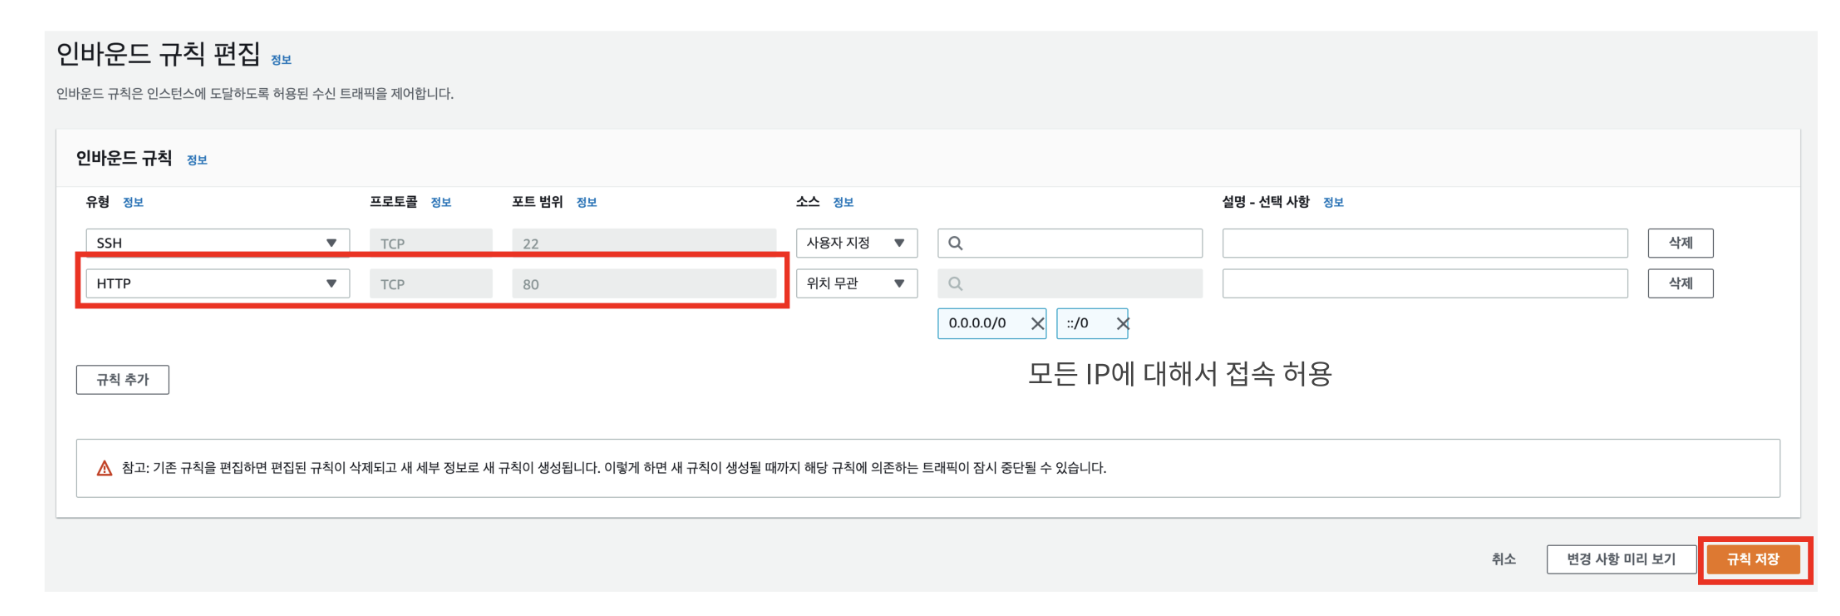 인바운드 규칙 편집 정보
인바운드 규칙은 인스턴스에 도달하도록 허용된 수신 트래픽을 제어합니다.
인바운드 규칙 정보
유형 정보 프로토콜 정보 포트 범위 정보 소스 정보 설명 - 선택 사항 정보
SSH TCP 22 사용자 지정 삭제
HTTP TCP 80 위치 무관 삭제
0.0.0.0/0 ::/0
모든 IP에 대해서 접속 허용
규칙 추가
참고: 기존 규칙을 편집하면 편집된 규칙이 삭제되고 새 세부 정보로 새 규칙이 생성됩니다. 이렇게 하면 새 규칙이 생성될 때까지 해당 규칙에 의존하는 트래픽이 잠시 중단될 수 있습니다.
취소 변경 사항 미리 보기 규칙 저장